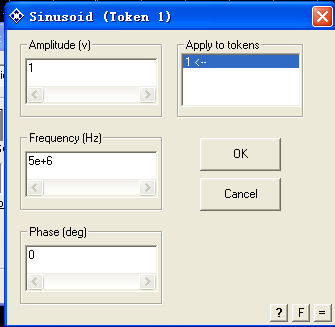 Sinusoid (Token 1)
Amplitude (v)
1
Apply to tokens
1 <--
Frequency (Hz)
5e+6
OK
Cancel
Phase (deg)
0
? F =